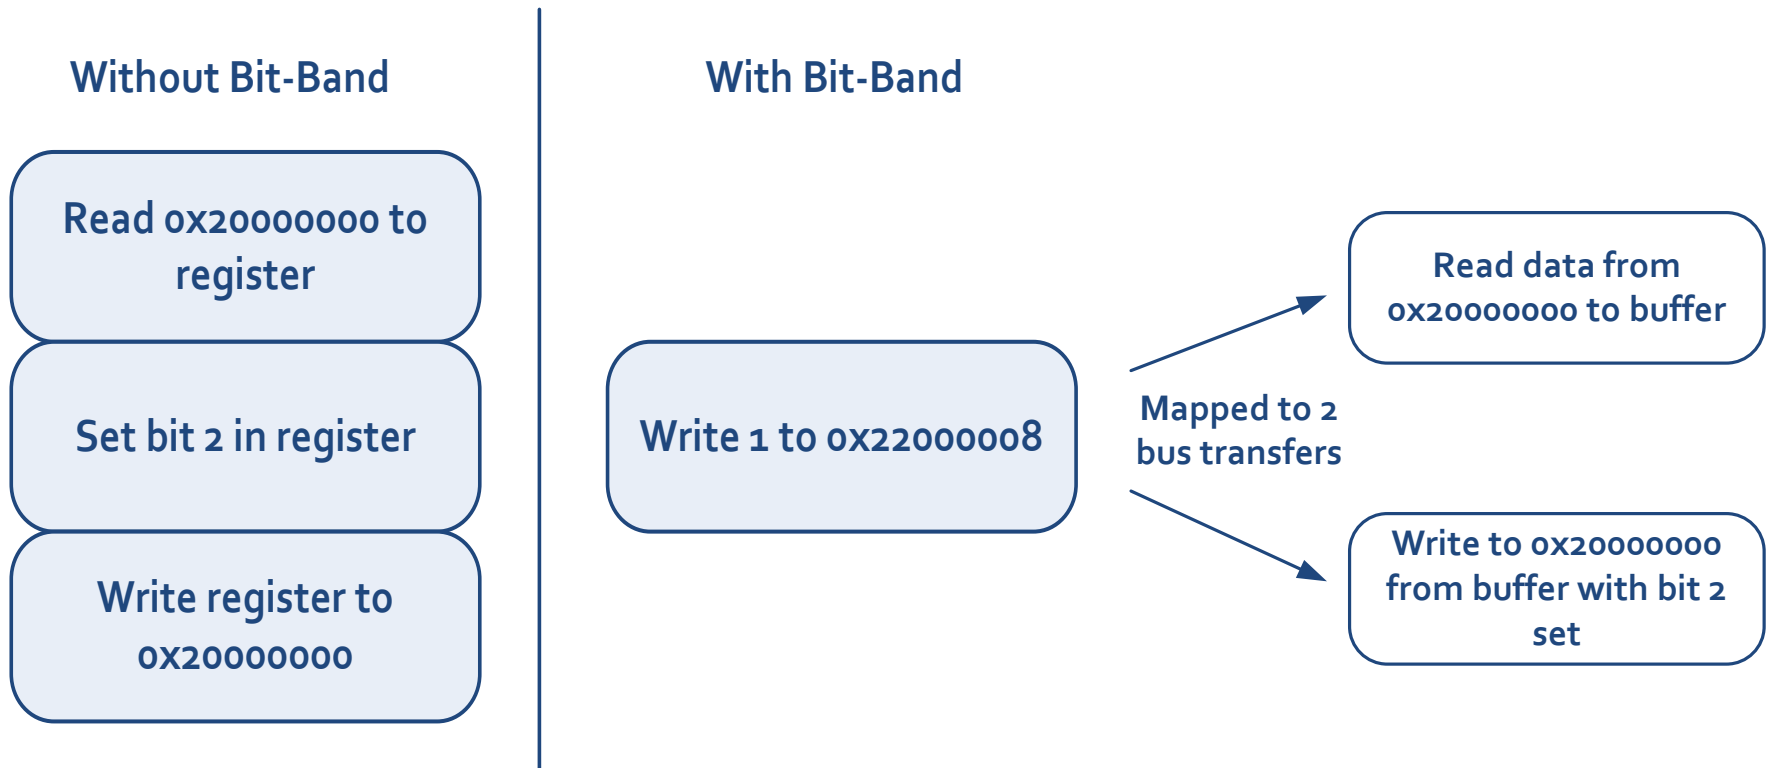 Without Bit-Band
Read 0x20000000 to
register
Set bit 2 in register
Write register to
0x20000000
With Bit-Band
Write 1 to 0x22000008
Mapped to 2
bus transfers
Read data from
0x20000000 to buffer
Write to 0x20000000
from buffer with bit 2
set